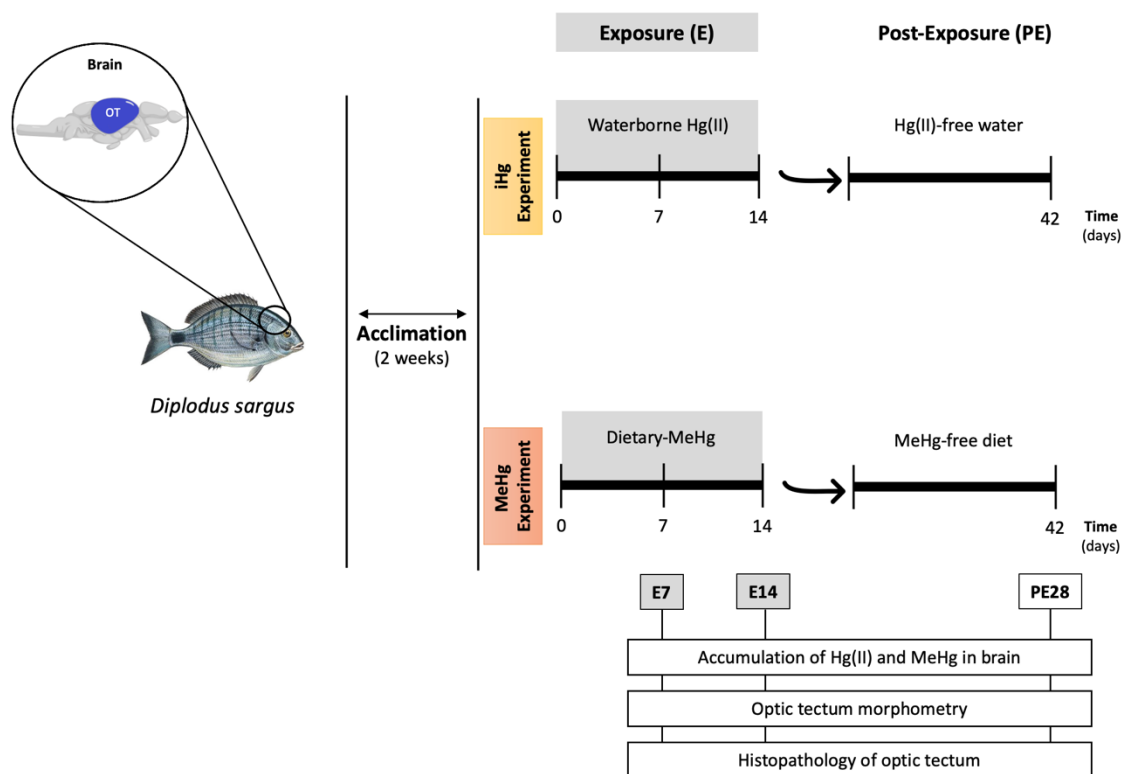 Brain
OT
Diplodus sargus
Acclimation
(2 weeks)
Exposure (E)
Post-Exposure (PE)
iHg
Experiment
Waterborne Hg(II)
Hg(II)-free water
0
7
14
42
Time
(days)
MeHg
Experiment
Dietary-MeHg
MeHg-free diet
0
7
14
42
Time
(days)
E7
E14
PE28
Accumulation of Hg(II) and MeHg in brain
Optic tectum morphometry
Histopathology of optic tectum